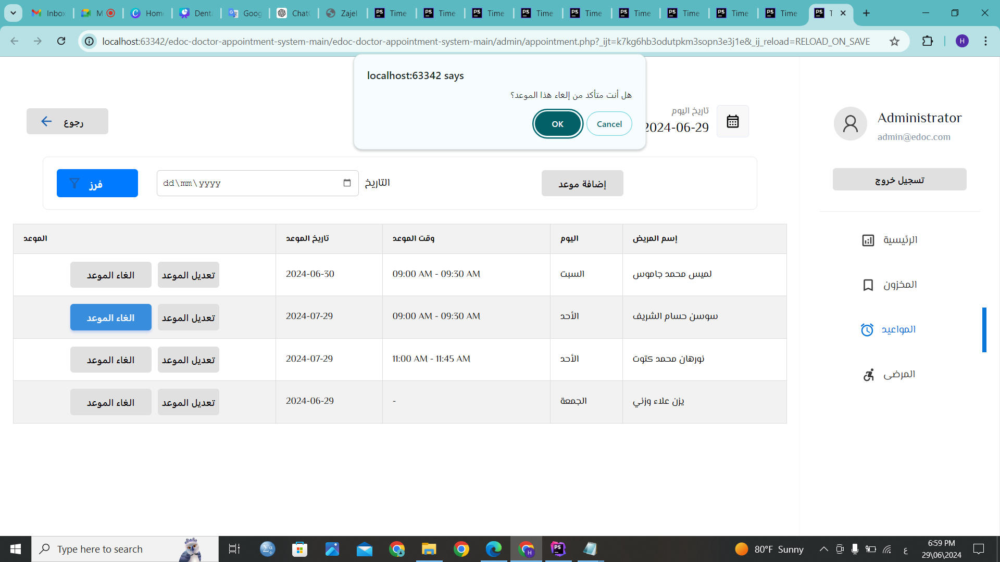 Inbox
M
Home
Denta
Goog
ChatG
Zajel
Time
Time
Time
Time
Time
Time
Time
Time
Time
T
localhost:63342/edoc-doctor-appointment-system-main/edoc-doctor-appointment-system-main/admin/appointment.php?_ijt=k7kg6hb3odutpkm3sopn3e3j1e&_ij_reload=RELOAD_ON_SAVE
H
localhost:63342 says
هل أنت متأكد من إلغاء هذا الموعد؟
OK
Cancel
تاريخ اليوم
2024-06-29
رجوع
Administrator
admin@edoc.com
تسجيل خروج
الرئيسية
المخزون
المواعيد
المرضى
إضافة موعد
التاريخ
dd\mm\yyyy
فرز
إسم المريض اليوم وقت الموعد تاريخ الموعد الموعد
لميس محمد جاموس السبت 09:00 AM - 09:30 AM 2024-06-30 تعديل الموعد الغاء الموعد
سوسن حسام الشريف الأحد 09:00 AM - 09:30 AM 2024-07-29 تعديل الموعد الغاء الموعد
نورهان محمد كتوت الأحد 11:00 AM - 11:45 AM 2024-07-29 تعديل الموعد الغاء الموعد
يزن علاء وزني الجمعة - 2024-06-29 تعديل الموعد الغاء الموعد
Type here to search
PS
H
80°F Sunny
ع
6:59 PM
29\06\2024